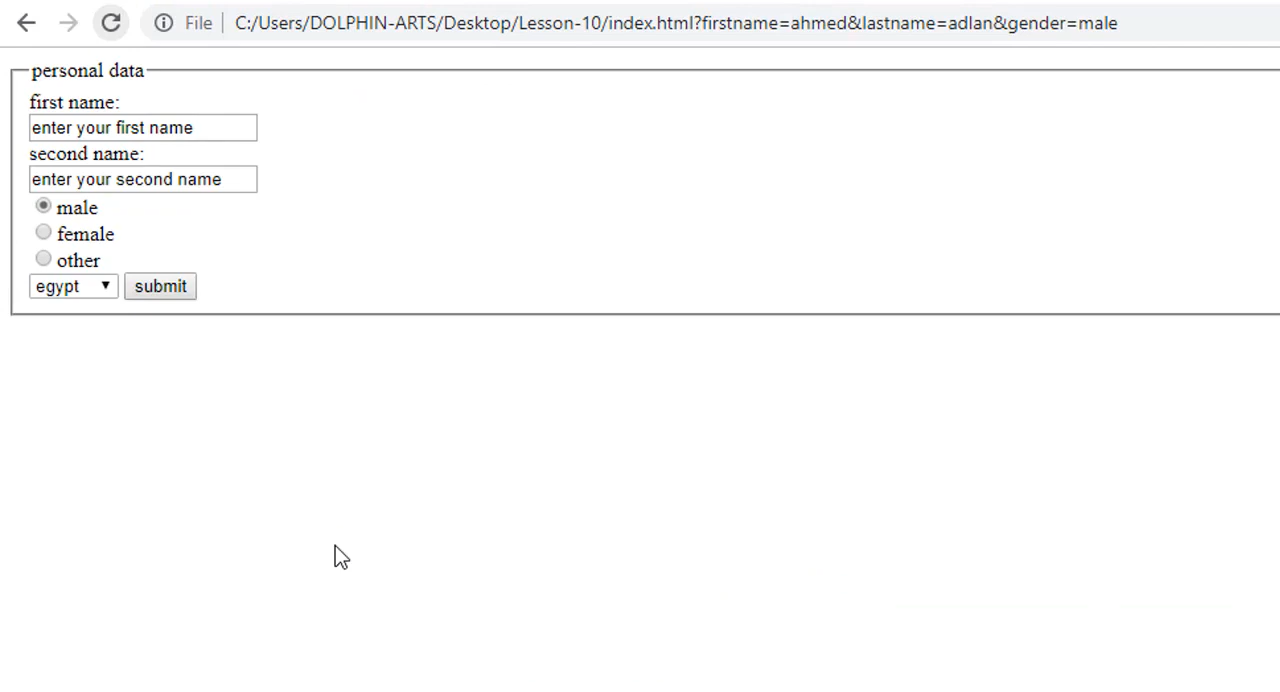 File C:/Users/DOLPHIN-ARTS/Desktop/Lesson-10/index.html?firstname=ahmed&lastname=adlan&gender=male
personal data
first name:
enter your first name
second name:
enter your second name
male
female
other
egypt submit